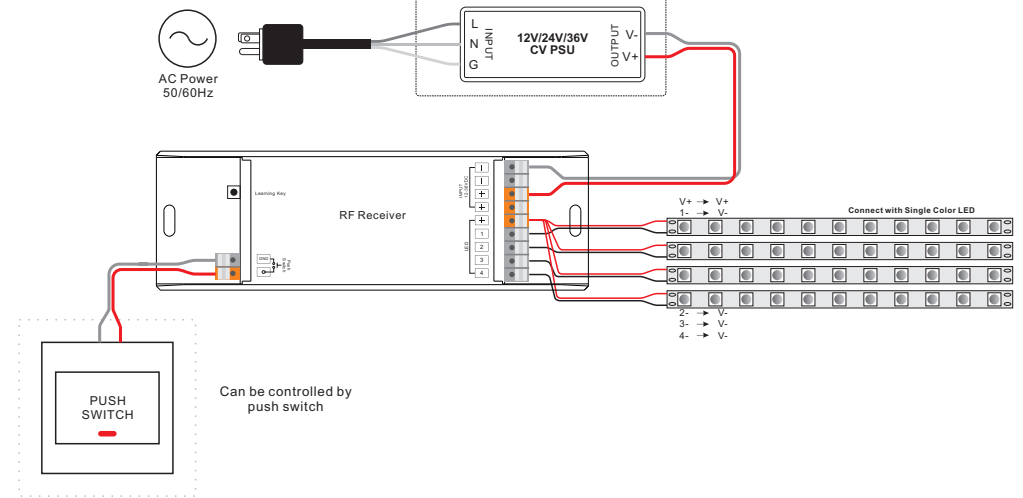 AC Power
50/60Hz
L
N
G
INPUT
12V/24V/36V
CV PSU
OUTPUT
V-
V+
Learning Key
RF Receiver
INPUT
12-36VDC
LED
1
2
3
4
GND
Push
Switch
V+ → V+
1- → V-
Connect with Single Color LED
2- → V-
3- → V-
4- → V-
PUSH
SWITCH
Can be controlled by
push switch